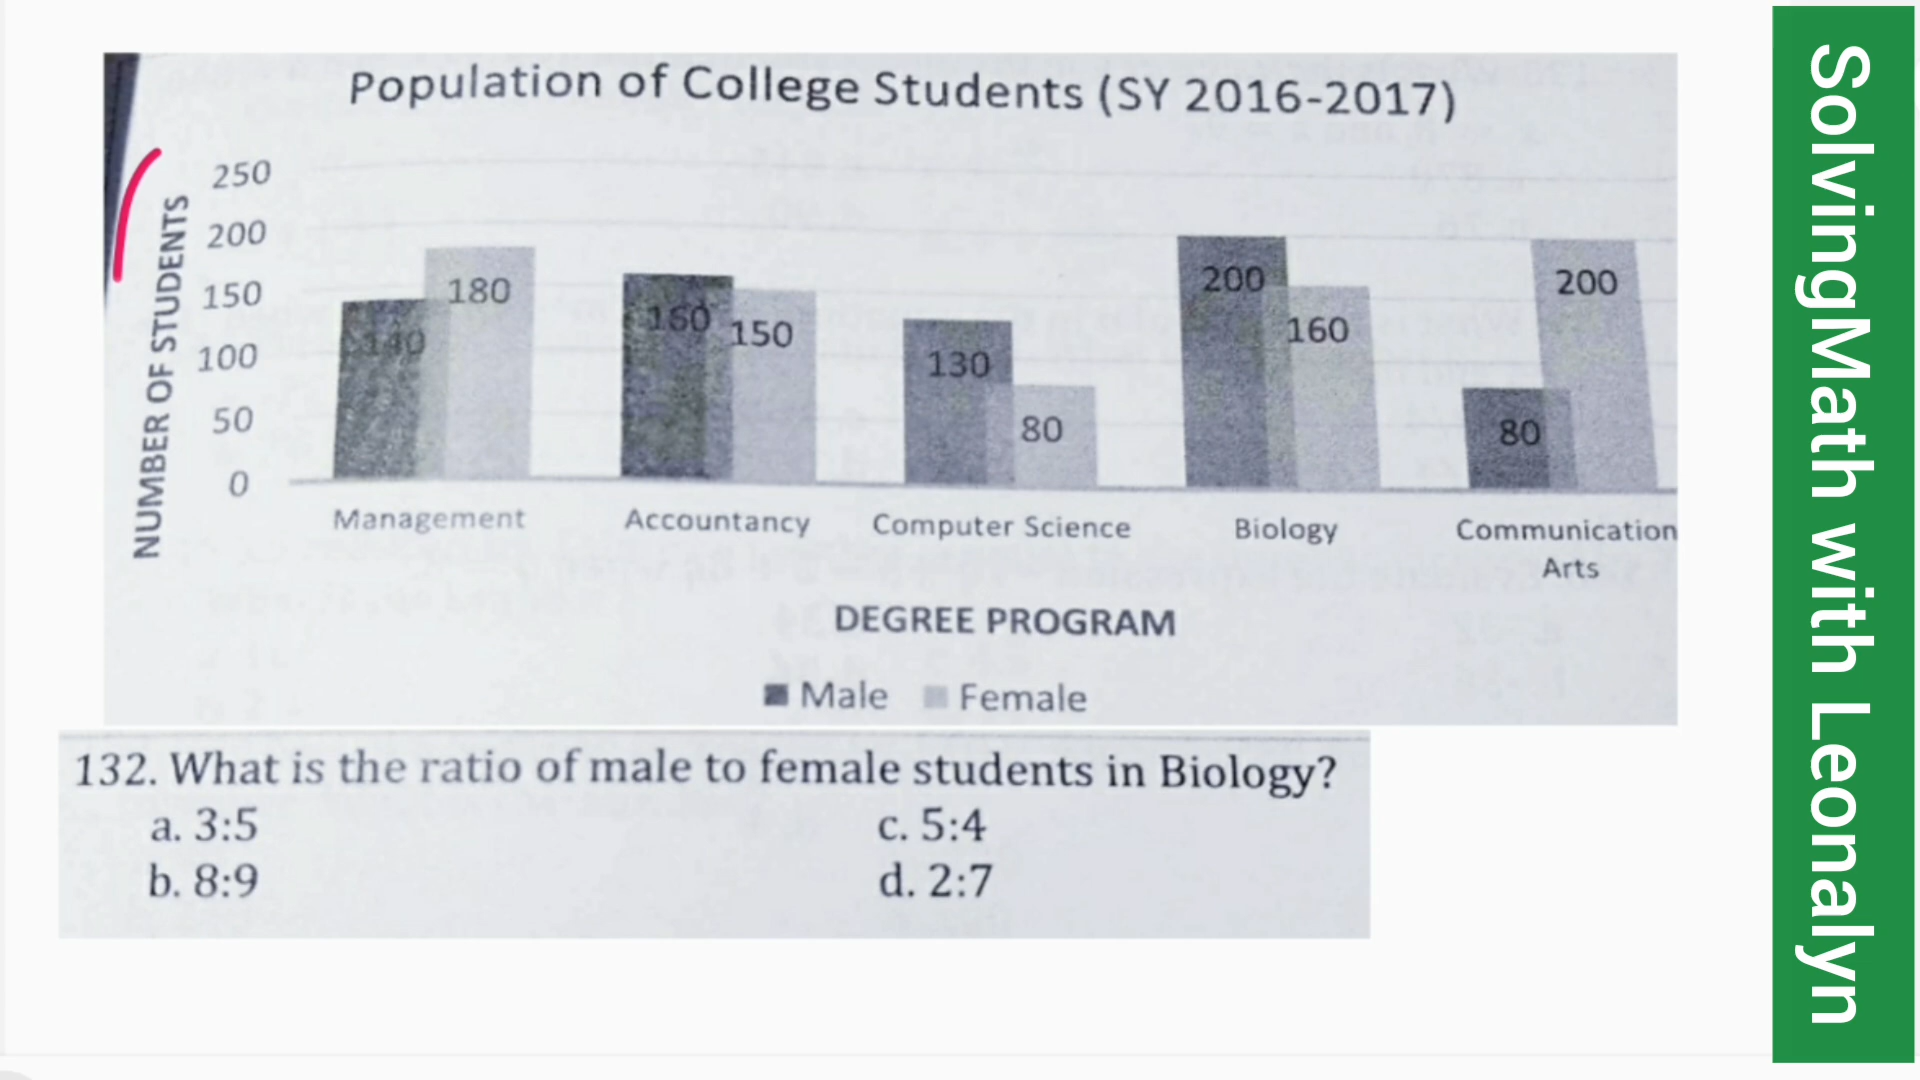 Population of College Students (SY 2016-2017)
NUMBER OF STUDENTS
250
200
150
100
50
0
140
180
160
150
130
80
200
160
80
200
Management
Accountancy
Computer Science
Biology
Communication
Arts
DEGREE PROGRAM
Male
Female
132. What is the ratio of male to female students in Biology?
a. 3:5
c. 5:4
b. 8:9
d. 2:7
SolvingMath with Leonalyn